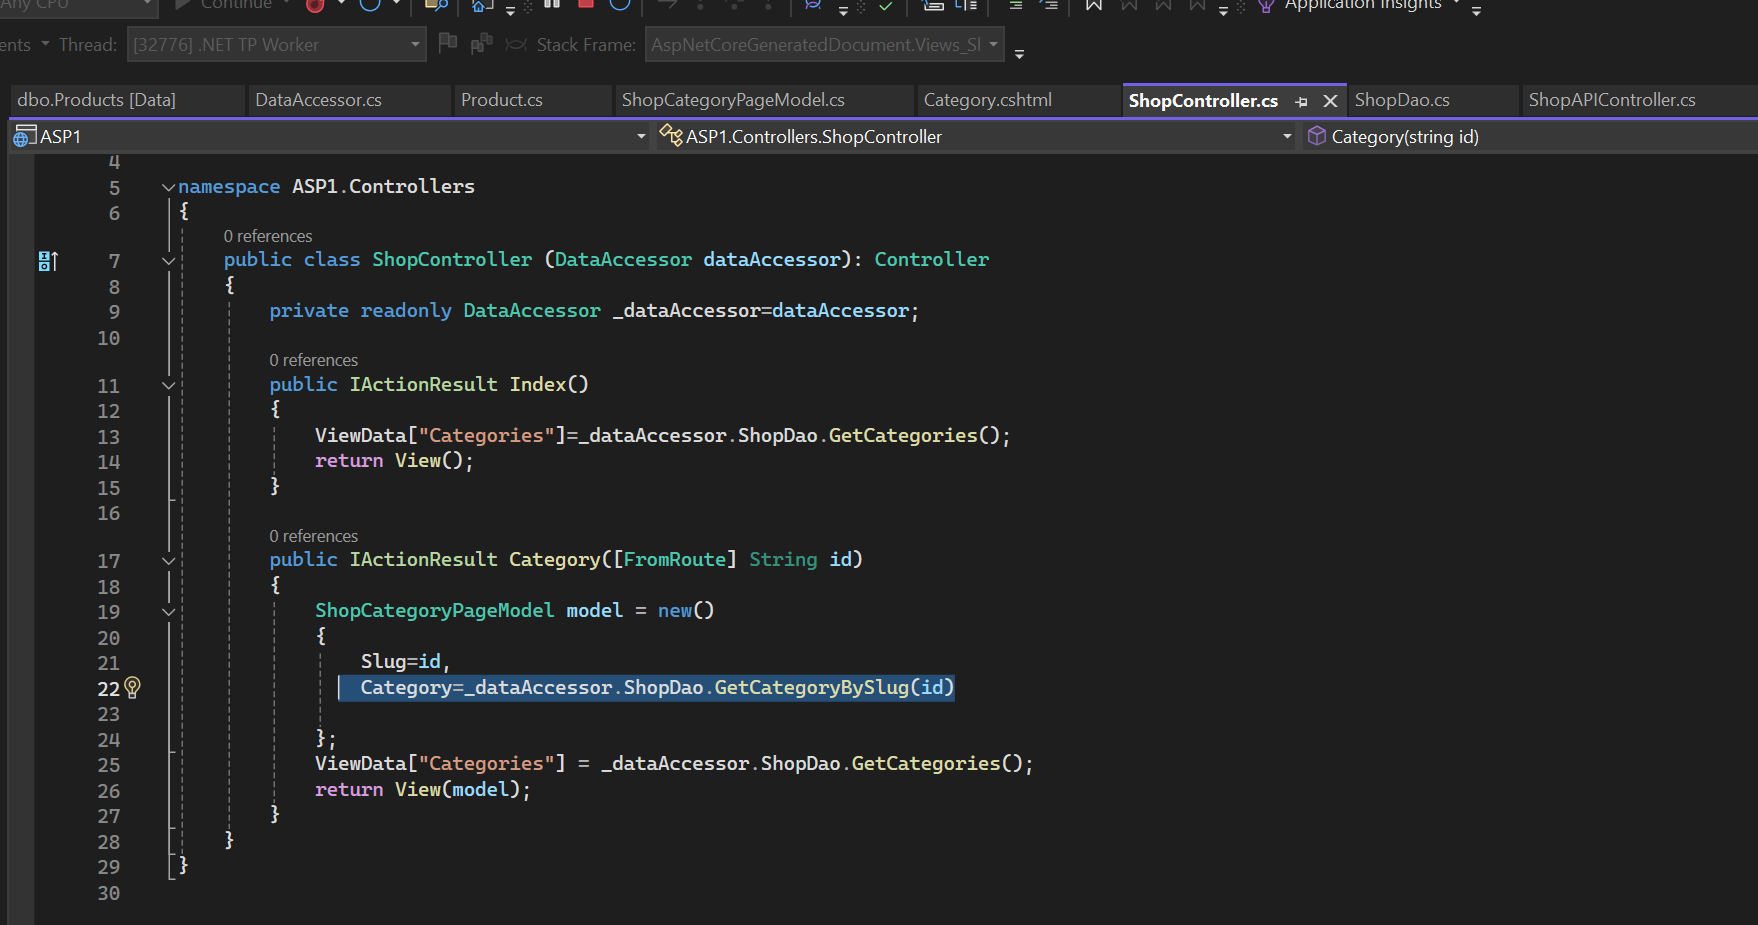 Any CPU Continue Application Insights
ents Thread: [32776] .NET TP Worker Stack Frame: AspNetCoreGeneratedDocument.Views_Sl
dbo.Products [Data] DataAccessor.cs Product.cs ShopCategoryPageModel.cs Category.cshtml ShopController.cs ShopDao.cs ShopAPIController.cs
ASP1 ASP1.Controllers.ShopController Category(string id)
4
5 namespace ASP1.Controllers
6 {
0 references
7 public class ShopController (DataAccessor dataAccessor): Controller
8 {
9 private readonly DataAccessor _dataAccessor=dataAccessor;
10
0 references
11 public IActionResult Index()
12 {
13 ViewData["Categories"]=_dataAccessor.ShopDao.GetCategories();
14 return View();
15 }
16
0 references
17 public IActionResult Category([FromRoute] String id)
18 {
19 ShopCategoryPageModel model = new()
20 {
21 Slug=id,
22 Category=_dataAccessor.ShopDao.GetCategoryBySlug(id)
23
24 };
25 ViewData["Categories"] = _dataAccessor.ShopDao.GetCategories();
26 return View(model);
27 }
28 }
29 }
30